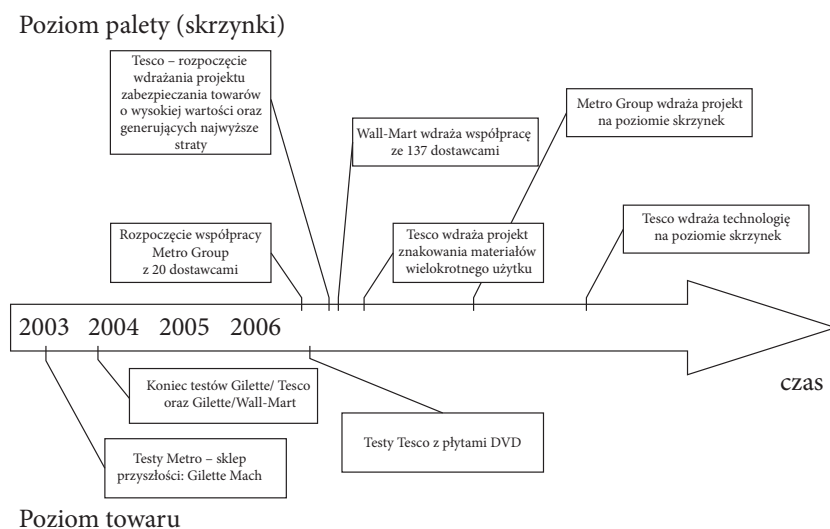 Poziom palety (skrzynki)
Tesco – rozpoczęcie
wdrażania projektu
zabezpieczania towarów
o wysokiej wartości oraz
generujących najwyższe
straty
Wall-Mart wdraża współpracę
ze 137 dostawcami
Metro Group wdraża projekt
na poziomie skrzynek
Rozpoczęcie współpracy
Metro Group
z 20 dostawcami
Tesco wdraża projekt
znakowania materiałów
wielokrotnego użytku
Tesco wdraża technologię
na poziomie skrzynek
2003 2004 2005 2006
czas
Koniec testów Gilette/ Tesco
oraz Gilette/Wall-Mart
Testy Tesco z płytami DVD
Testy Metro – sklep
przyszłości: Gilette Mach
Poziom towaru